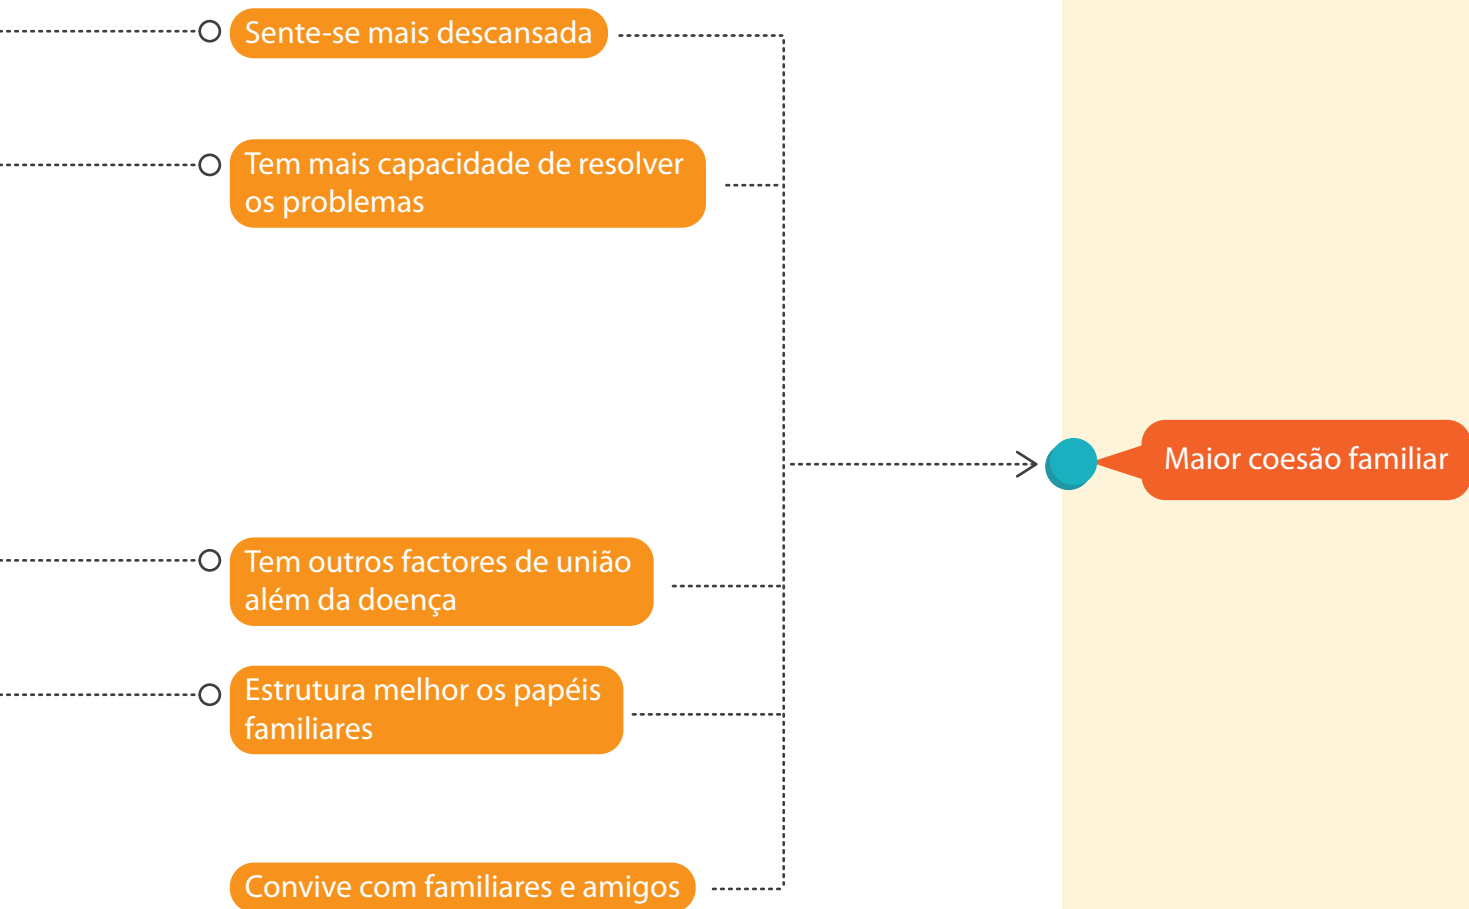 Sente-se mais descansada
Tem mais capacidade de resolver
os problemas
Maior coesão familiar
Tem outros factores de união
além da doença
Estrutura melhor os papéis
familiares
Convive com familiares e amigos